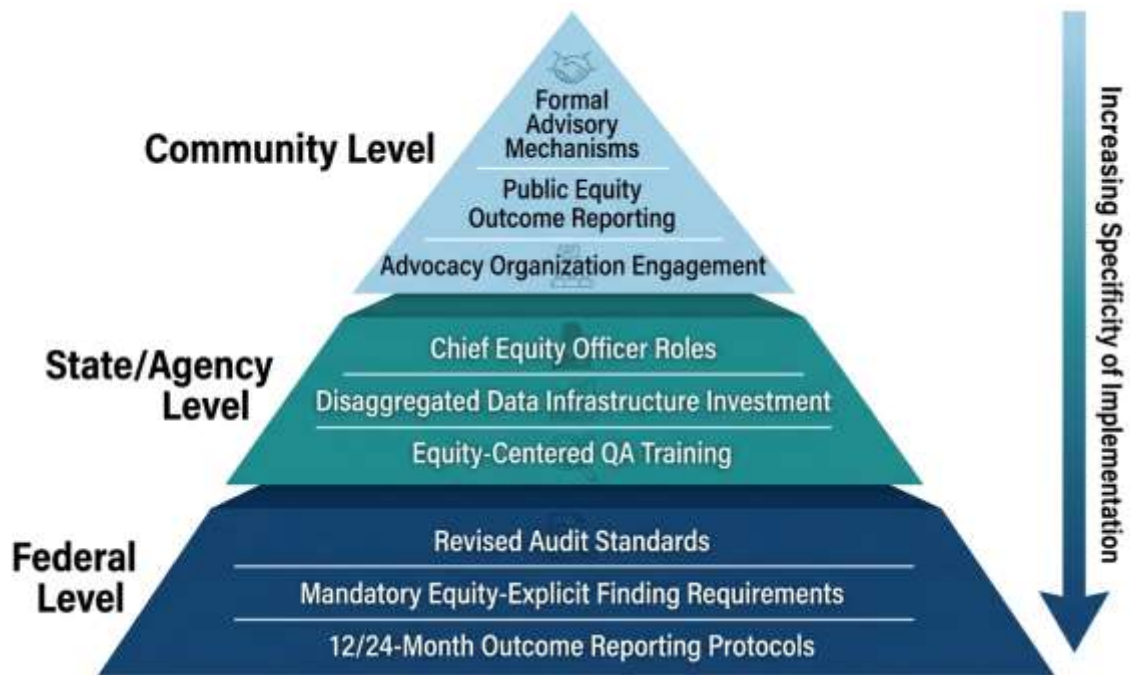 Community Level
Formal
Advisory
Mechanisms
Public Equity
Outcome Reporting
Advocacy Organization Engagement
State/Agency
Level
Chief Equity Officer Roles
Disaggregated Data Infrastructure Investment
Equity-Centered QA Training
Federal
Level
Revised Audit Standards
Mandatory Equity-Explicit Finding Requirements
12/24-Month Outcome Reporting Protocols
Increasing Specificity of Implementation